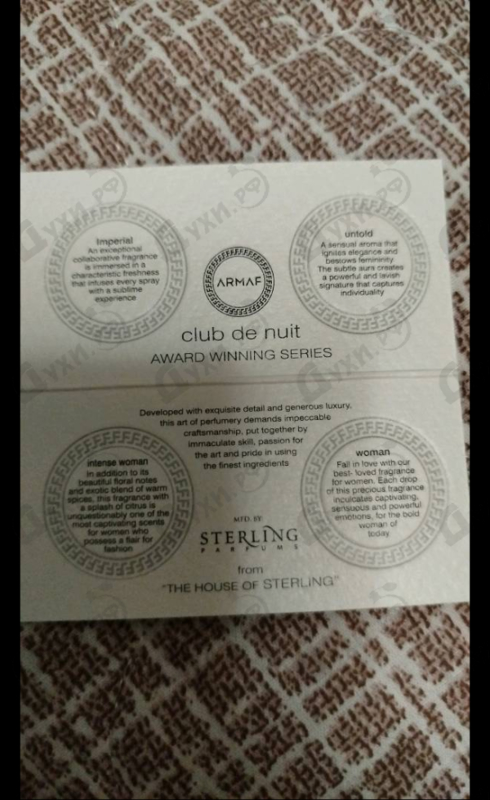 Imperial
An exceptional
collaborative fragrance
is immersed in a
characteristic freshness
that infuses every spray
with a sublime
experience
ARMAF
untold
A sensual aroma that
ignites elegance and
bestows femininity
The subtle aura creates
a powerful and lavish
signature that captures
individuality
club de nuit
AWARD WINNING SERIES
Developed with exquisite detail and generous luxury,
this art of perfumery demands impeccable
craftsmanship, put together by
immaculate skill, passion for
the art and pride in using
the finest ingredients
intense woman
In addition to its
beautiful floral notes
and exotic blend of warm
spices, this fragrance with
a splash of citrus is
unquestionably one of the
most captivating scents
for women who
possess a flair for
fashion
woman
Fall in love with our
best- loved fragrance
for women. Each drop
of this precious fragrance
inculcates captivating,
sensuous and powerful
emotions, for the bold
woman of
today
MFD. BY:
STERLING
PARFUMS
from
"THE HOUSE OF STERLING"
Духи.рф